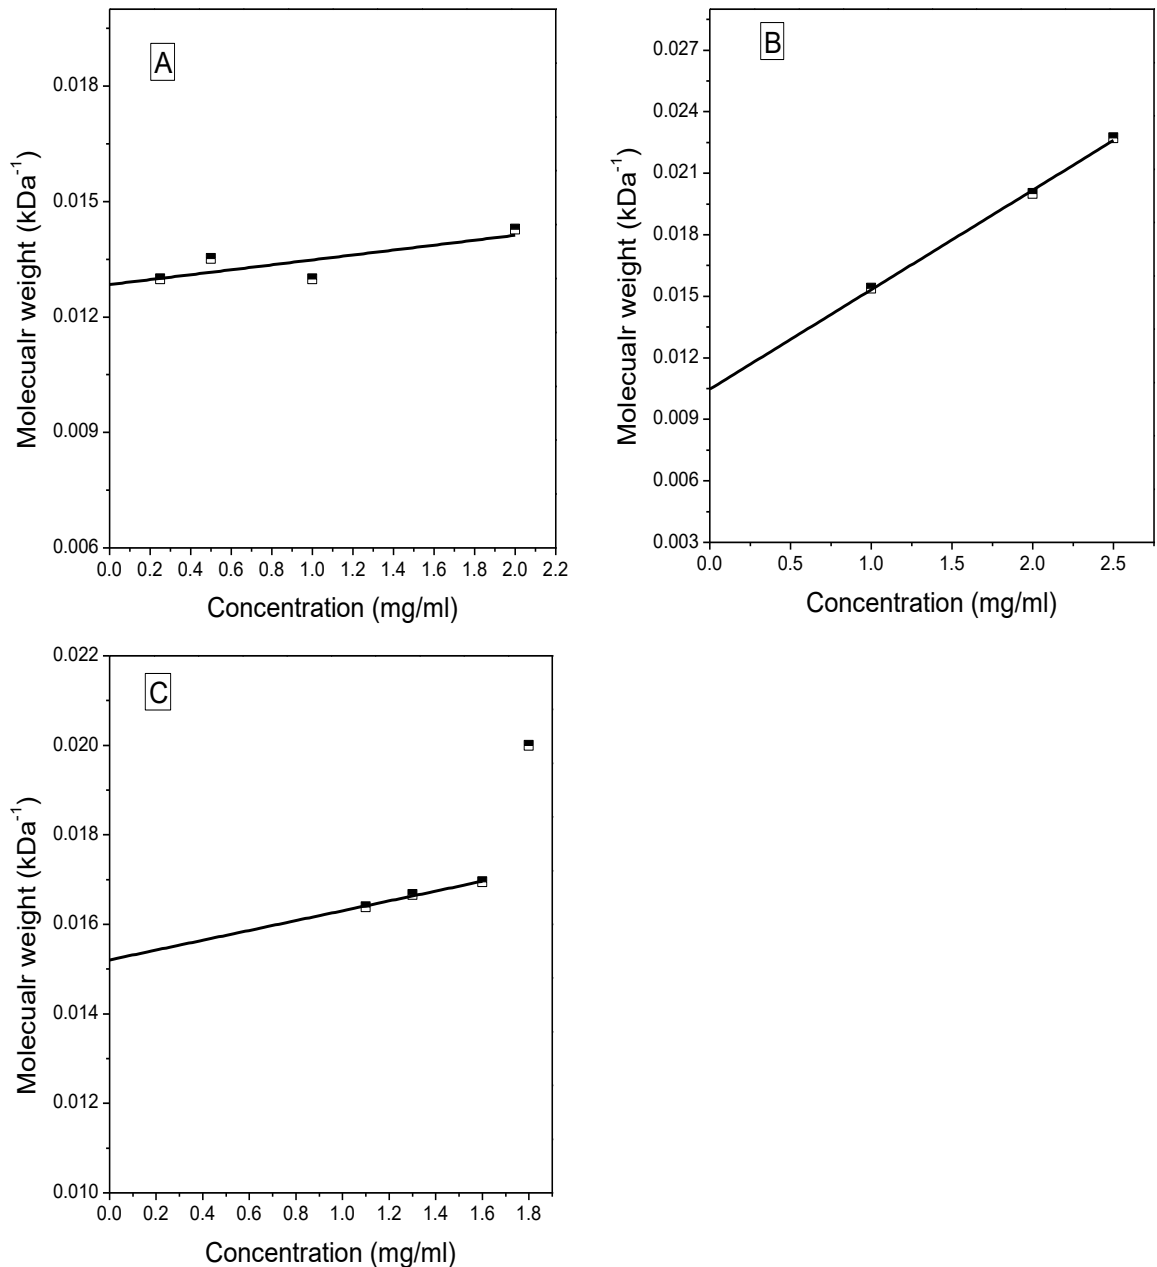 A
Molecualr weight (kDa⁻¹)
0.018
0.015
0.012
0.009
0.006
0.0 0.2 0.4 0.6 0.8 1.0 1.2 1.4 1.6 1.8 2.0 2.2
Concentration (mg/ml)
B
Molecualr weight (kDa⁻¹)
0.027
0.024
0.021
0.018
0.015
0.012
0.009
0.006
0.003
0.0 0.5 1.0 1.5 2.0 2.5
Concentration (mg/ml)
C
Molecualr weight (kDa⁻¹)
0.022
0.020
0.018
0.016
0.014
0.012
0.010
0.0 0.2 0.4 0.6 0.8 1.0 1.2 1.4 1.6 1.8
Concentration (mg/ml)